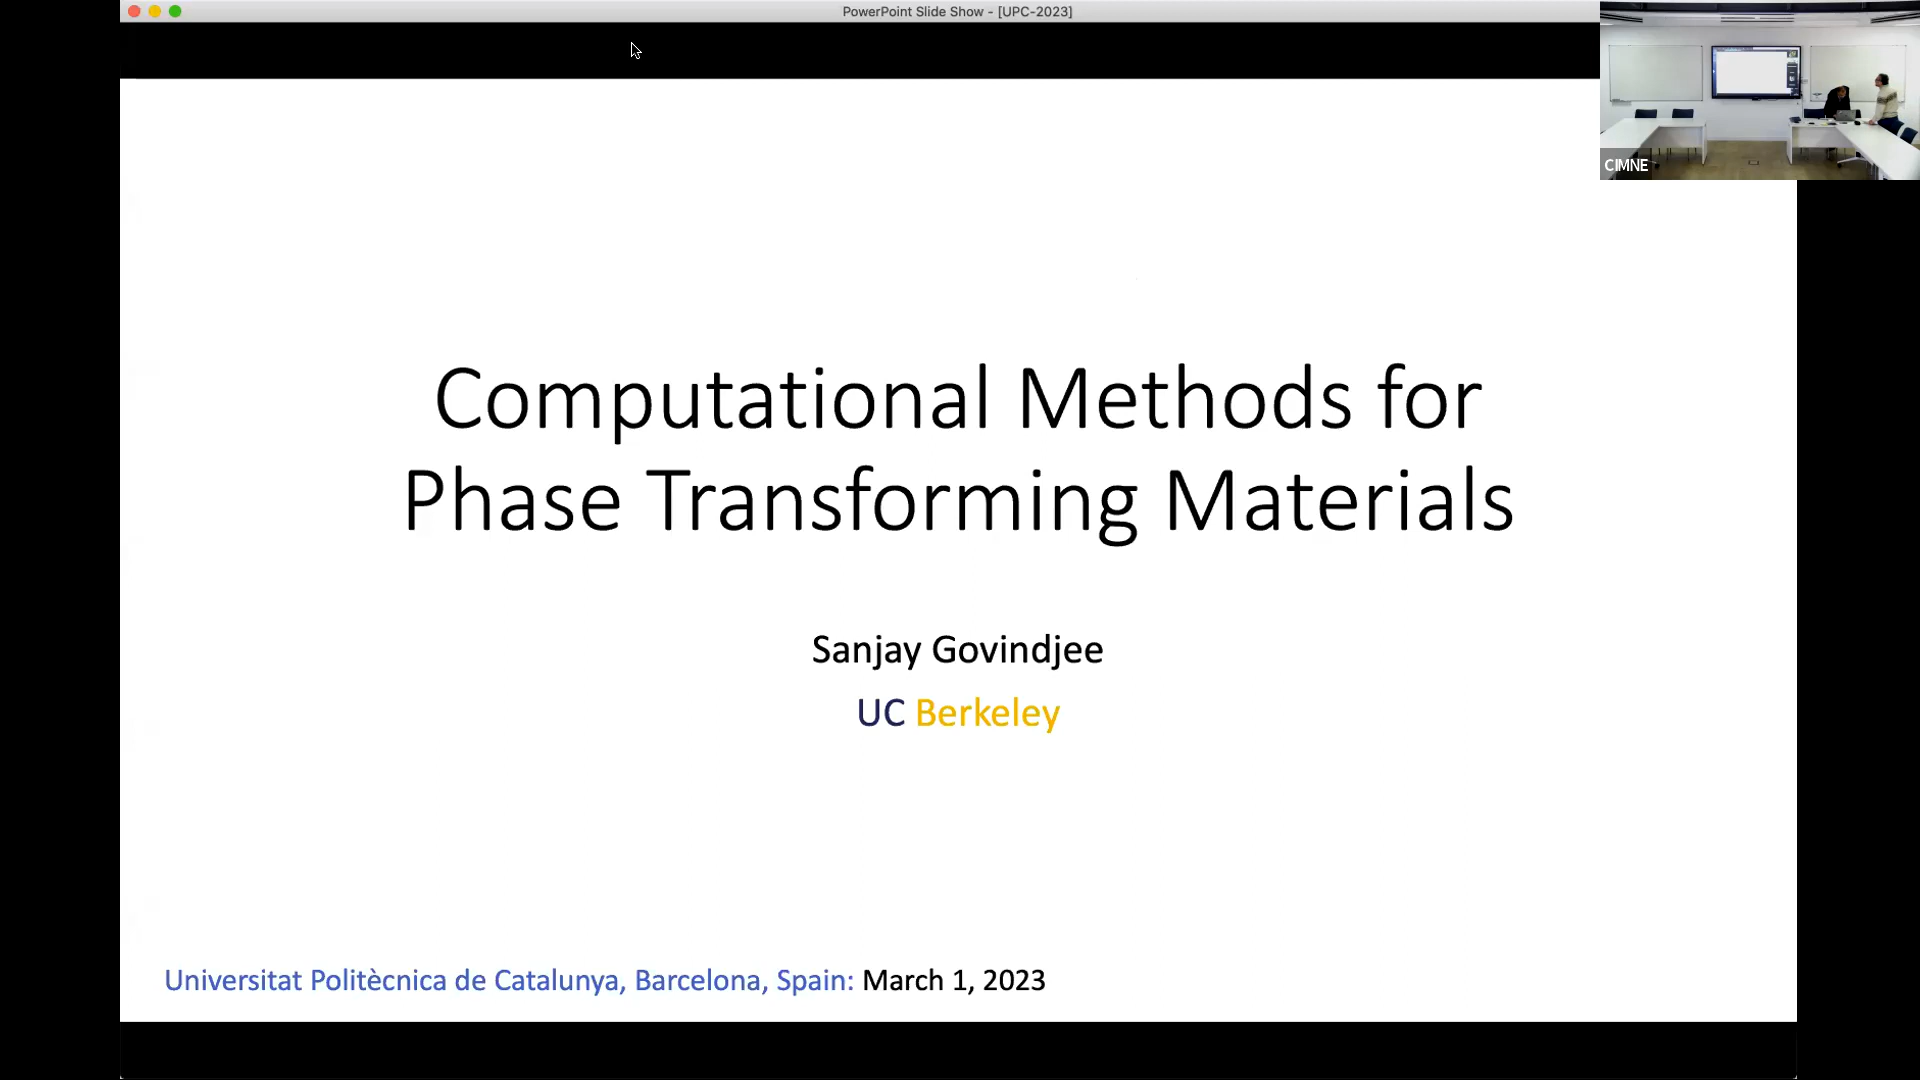 PowerPoint Slide Show - [UPC-2023]
CIMNE
Computational Methods for
Phase Transforming Materials
Sanjay Govindjee
UC Berkeley
Universitat Politècnica de Catalunya, Barcelona, Spain: March 1, 2023